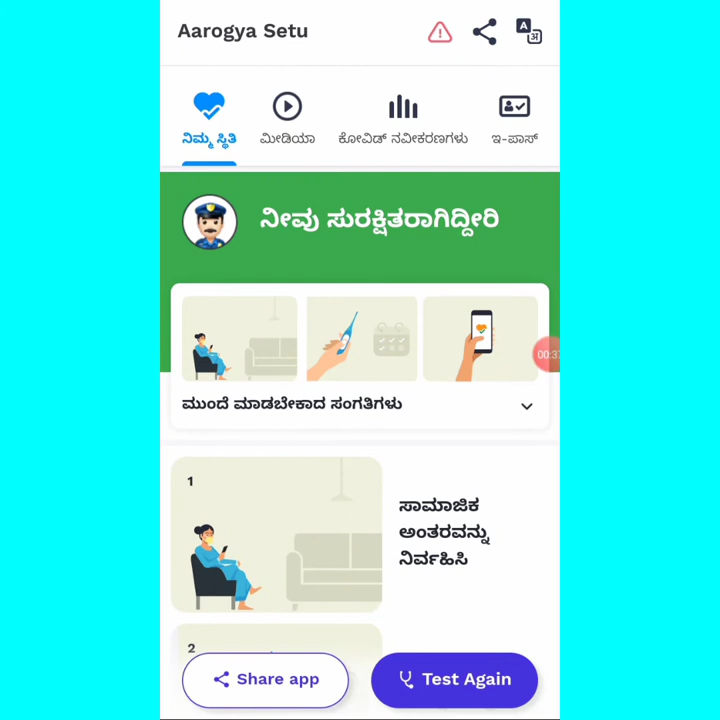 Aarogya Setu
A
अ
ನಿಮ್ಮ ಸ್ಥಿತಿ
ಮೀಡಿಯಾ
ಕೋವಿಡ್ ನವೀಕರಣಗಳು
ಇ-ಪಾಸ್
ನೀವು ಸುರಕ್ಷಿತರಾಗಿದ್ದೀರಿ
ಮುಂದೆ ಮಾಡಬೇಕಾದ ಸಂಗತಿಗಳು
1
ಸಾಮಾಜಿಕ
ಅಂತರವನ್ನು
ನಿರ್ವಹಿಸಿ
2
Share app
Test Again